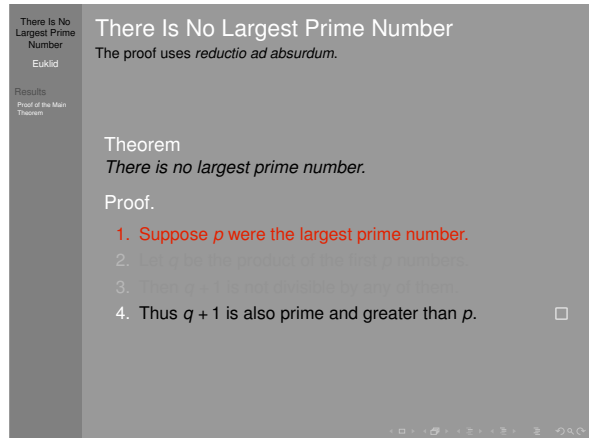 There Is No
Largest Prime
Number
Euklid
Results
Proof of the Main
Theorem
There Is No Largest Prime Number
The proof uses reductio ad absurdum.
Theorem
There is no largest prime number.
Proof.
1. Suppose p were the largest prime number.
2. Let q be the product of the first p numbers.
3. Then q + 1 is not divisible by any of them.
4. Thus q + 1 is also prime and greater than p.